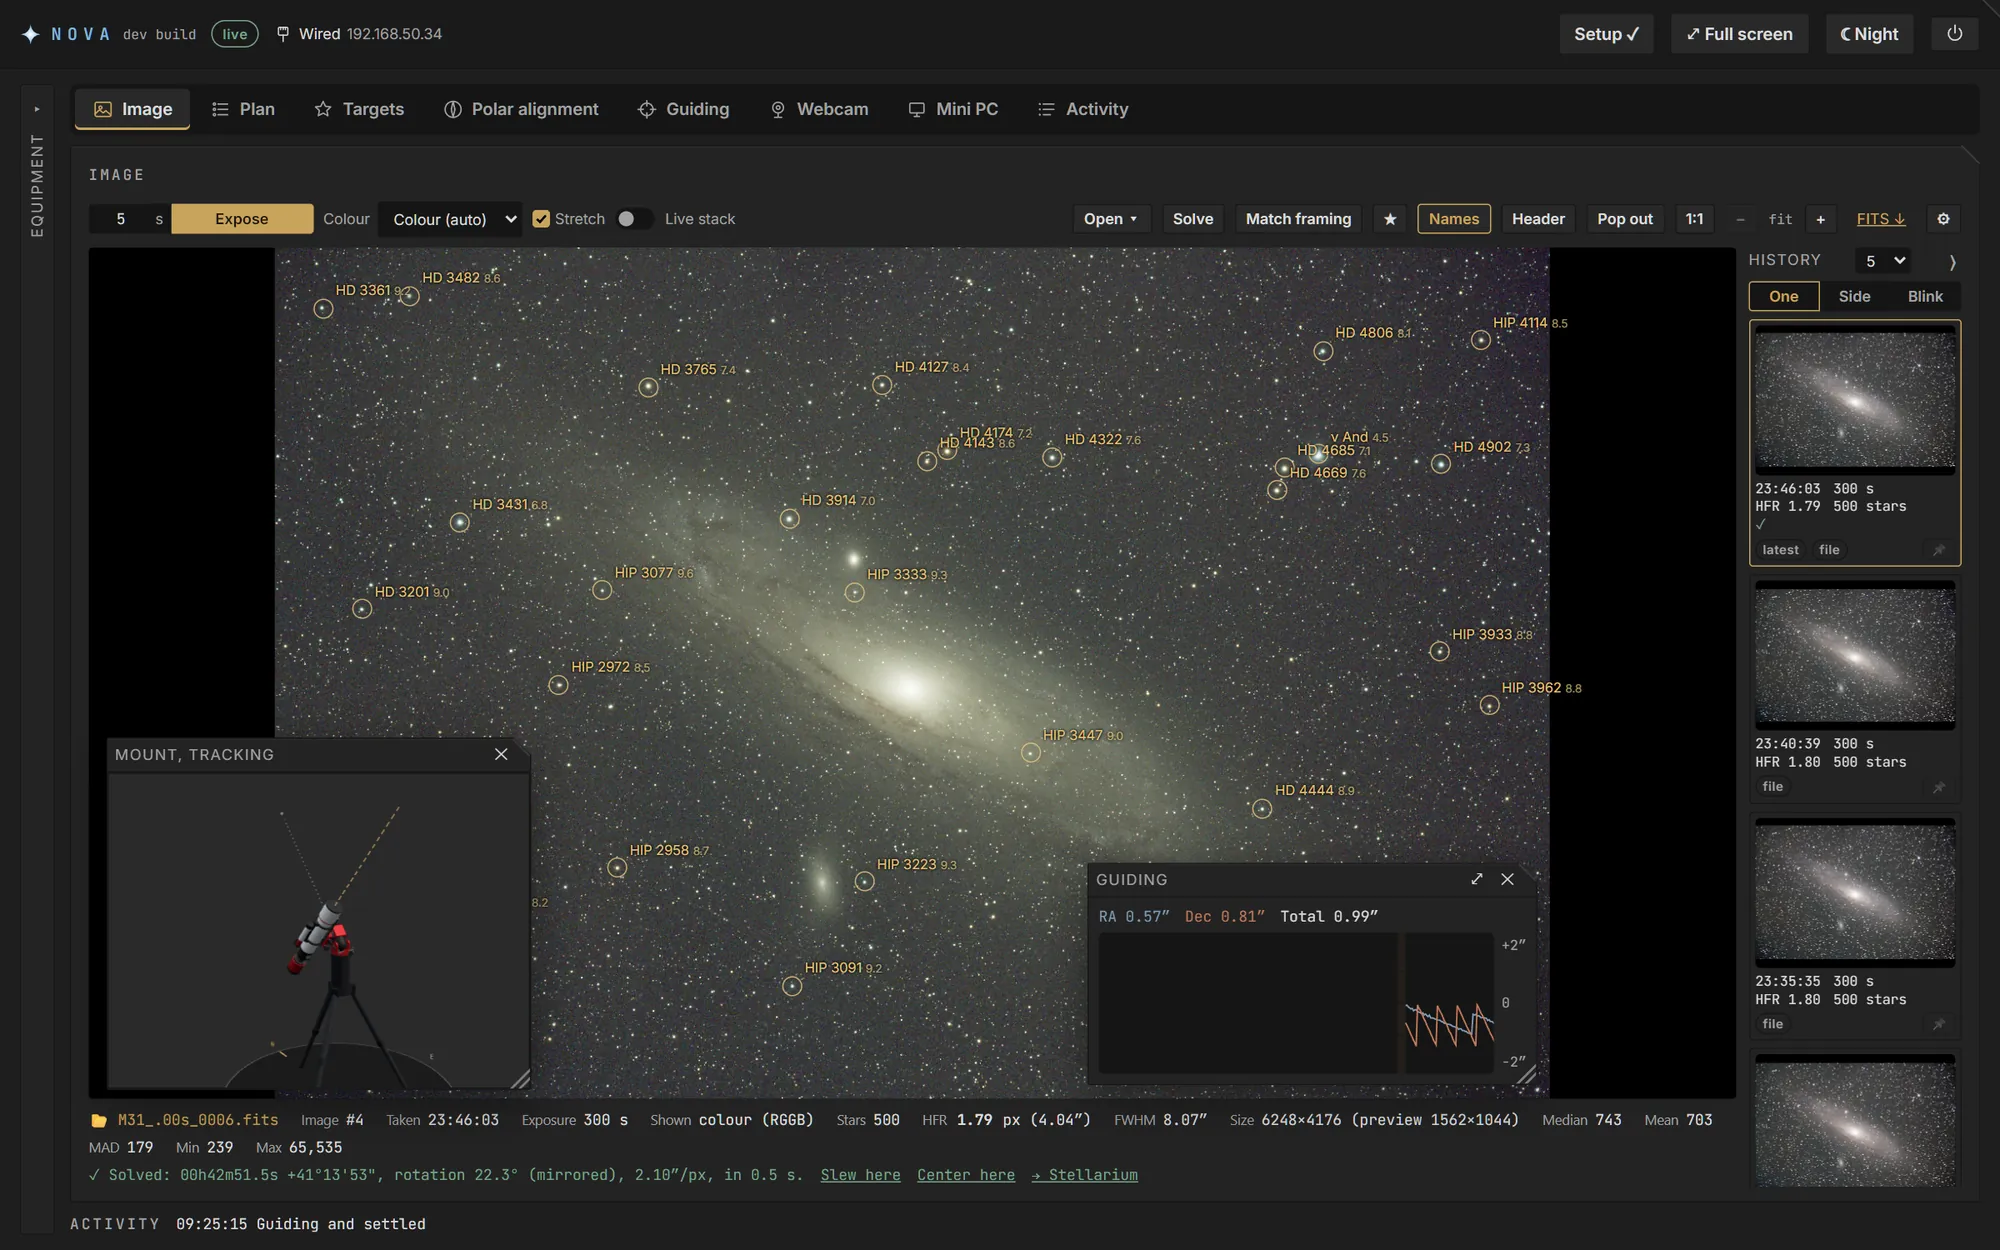 NOVA dev build live Wired 192.168.50.34 Setup ✓ Full screen Night
EQUIPMENT
Image Plan Targets Polar alignment Guiding Webcam Mini PC Activity
IMAGE
5 s Expose Colour Colour (auto) Stretch Live stack Open Solve Match framing ★ Names Header Pop out 1:1 − fit + FITS ↓
HD 3482 8.6
HD 3361 9.2
HIP 4114 8.5
HD 4806 8.1
HD 3765 7.4
HD 4127 8.4
HD 4174 7.2
HD 4143 8.6
HD 4322 7.6
ν And 4.5
HD 4685 7.1
HD 4902 7.3
HD 4669 7.6
HD 3431 6.8
HD 3914 7.0
HIP 3077 9.6
HIP 3333 9.3
HD 3201 9.0
HIP 3933 8.8
HIP 2972 8.5
HIP 3962 8.8
HIP 3447 9.0
HD 4444 8.9
HIP 2958 8.7
HIP 3223 9.3
8.2
HIP 3091 9.2
MOUNT, TRACKING
E
GUIDING
RA 0.57″ Dec 0.81″ Total 0.99″
+2″
0
-2″
HISTORY 5
One Side Blink
23:46:03 300 s
HFR 1.79 500 stars
✓
latest file
23:40:39 300 s
HFR 1.80 500 stars
file
23:35:35 300 s
HFR 1.80 500 stars
file
M31_.00s_0006.fits Image #4 Taken 23:46:03 Exposure 300 s Shown colour (RGGB) Stars 500 HFR 1.79 px (4.04″) FWHM 8.07″ Size 6248×4176 (preview 1562×1044) Median 743 Mean 703
MAD 179 Min 239 Max 65,535
✓ Solved: 00h42m51.5s +41°13'53", rotation 22.3° (mirrored), 2.10″/px, in 0.5 s. Slew here Center here → Stellarium
ACTIVITY 09:25:15 Guiding and settled